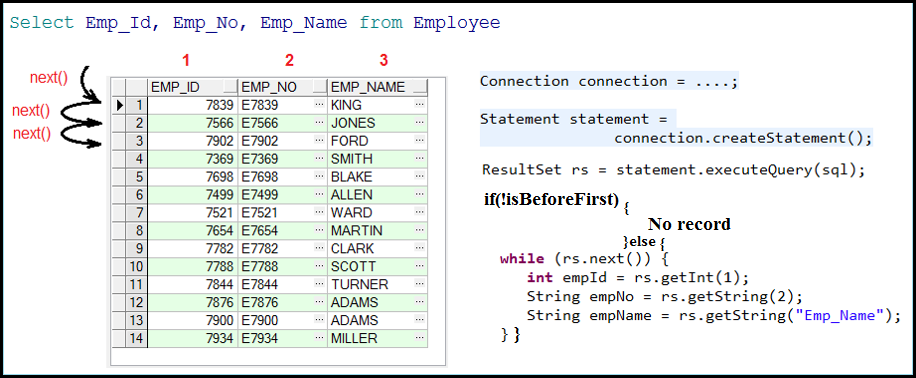 Select Emp_Id, Emp_No, Emp_Name from Employee
1 2 3
next()
next()
next()
EMP_ID EMP_NO EMP_NAME
1 7839 E7839 ... KING ...
2 7566 E7566 ... JONES ...
3 7902 E7902 ... FORD ...
4 7369 E7369 ... SMITH ...
5 7698 E7698 ... BLAKE ...
6 7499 E7499 ... ALLEN ...
7 7521 E7521 ... WARD ...
8 7654 E7654 ... MARTIN ...
9 7782 E7782 ... CLARK ...
10 7788 E7788 ... SCOTT ...
11 7844 E7844 ... TURNER ...
12 7876 E7876 ... ADAMS ...
13 7900 E7900 ... ADAMS ...
14 7934 E7934 ... MILLER ...
Connection connection = ....;
Statement statement =
connection.createStatement();
ResultSet rs = statement.executeQuery(sql);
if(!isBeforeFirst) {
No record
}else {
while (rs.next()) {
int empId = rs.getInt(1);
String empNo = rs.getString(2);
String empName = rs.getString("Emp_Name");
} }